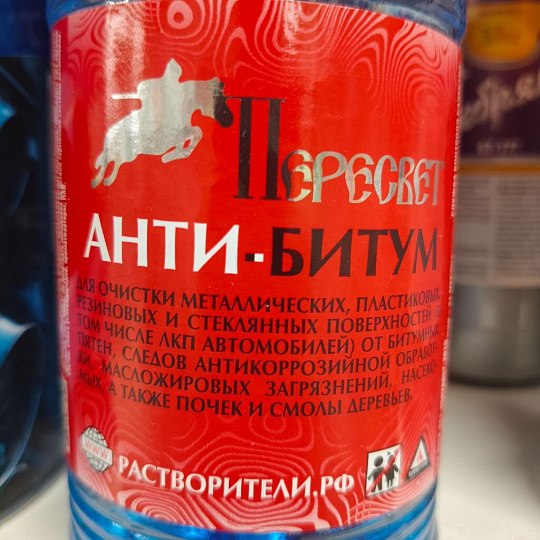 ПЕРЕСВЕТ
АНТИ-БИТУМ
ДЛЯ ОЧИСТКИ МЕТАЛЛИЧЕСКИХ, ПЛАСТИКОВЫХ,
РЕЗИНОВЫХ И СТЕКЛЯННЫХ ПОВЕРХНОСТЕЙ (В
ТОМ ЧИСЛЕ ЛКП АВТОМОБИЛЕЙ) ОТ БИТУМНЫХ
ПЯТЕН, СЛЕДОВ АНТИКОРРОЗИЙНОЙ ОБРАБОТ-
КИ, МАСЛОЖИРОВЫХ ЗАГРЯЗНЕНИЙ, НАСЕКО-
МЫХ, А ТАКЖЕ ПОЧЕК И СМОЛЫ ДЕРЕВЬЕВ.
WWW
РАСТВОРИТЕЛИ.РФ